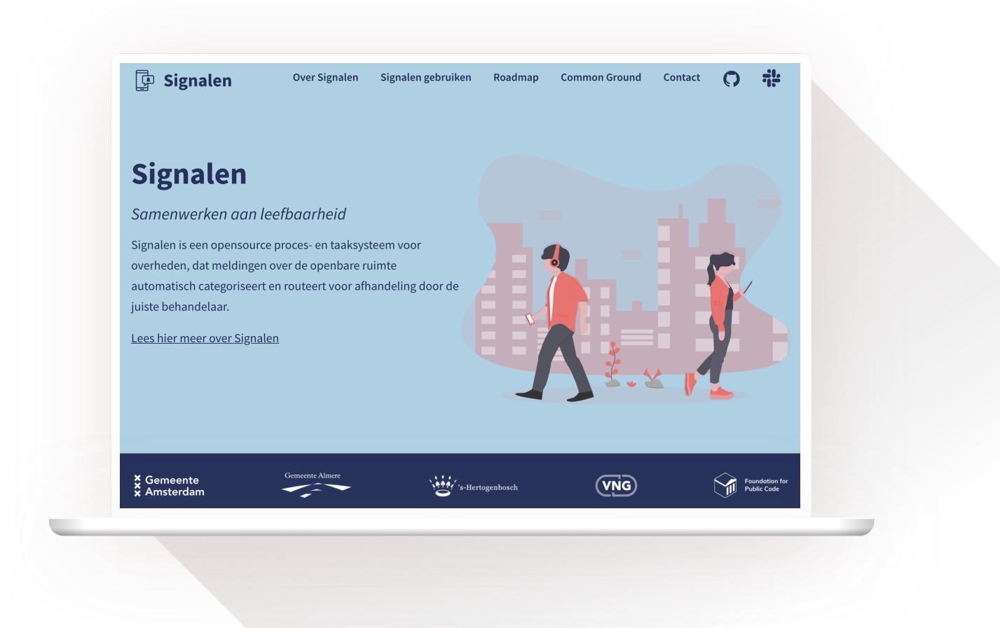 Signalen
Over Signalen
Signalen gebruiken
Roadmap
Common Ground
Contact
Signalen
Samenwerken aan leefbaarheid
Signalen is een opensource proces- en taaksysteem voor
overheden, dat meldingen over de openbare ruimte
automatisch categoriseert en routeert voor afhandeling door de
juiste behandelaar.
Lees hier meer over Signalen
Gemeente
Amsterdam
Gemeente Almere
's-Hertogenbosch
VNG
Foundation for
Public Code